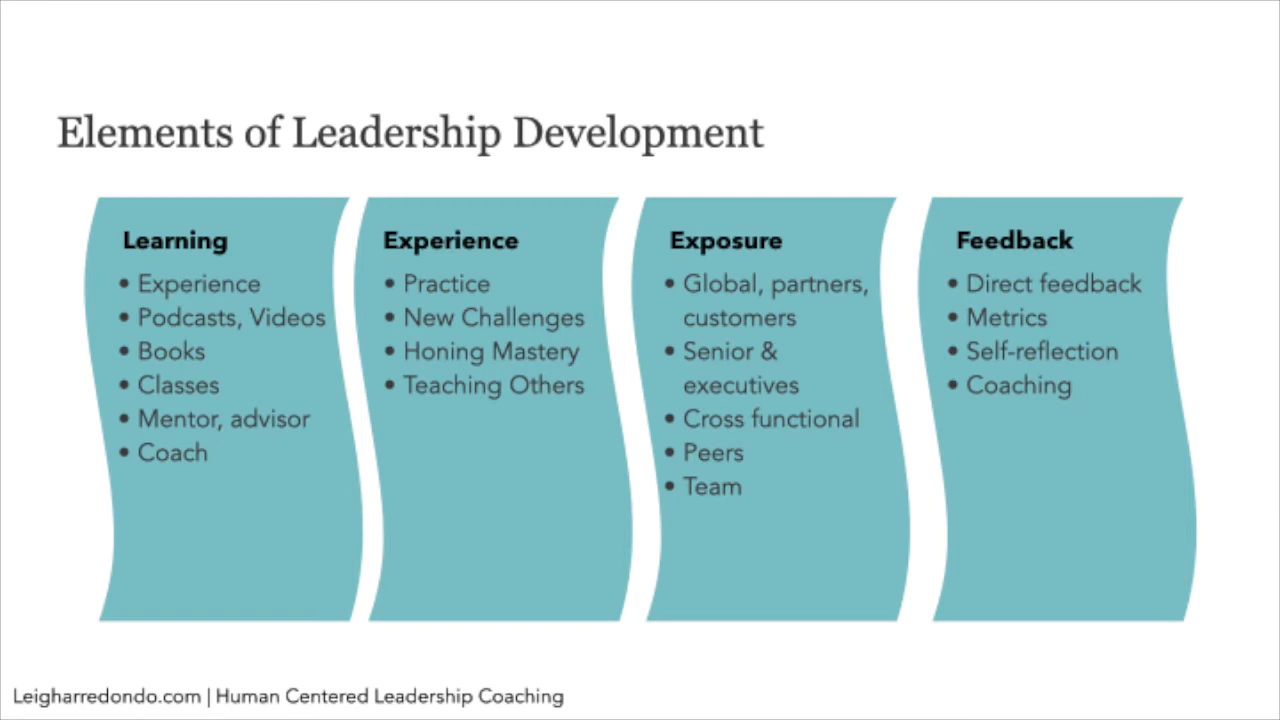 Elements of Leadership Development
Learning
• Experience
• Podcasts, Videos
• Books
• Classes
• Mentor, advisor
• Coach
Experience
• Practice
• New Challenges
• Honing Mastery
• Teaching Others
Exposure
• Global, partners,
customers
• Senior &
executives
• Cross functional
• Peers
• Team
Feedback
• Direct feedback
• Metrics
• Self-reflection
• Coaching
Leigharredondo.com | Human Centered Leadership Coaching